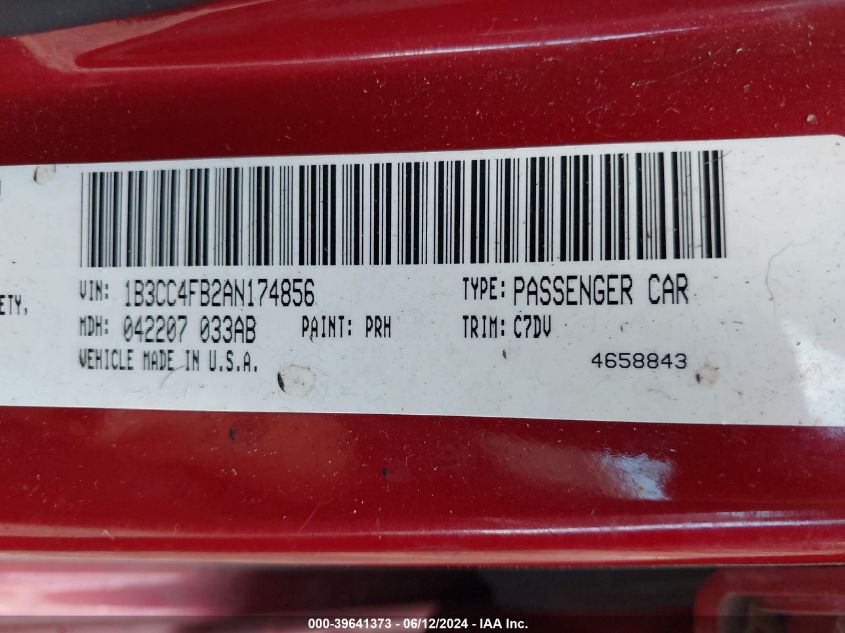 VIN: 1B3CC4FB2AN174856 TYPE: PASSENGER CAR
ETY,
MDH: 042207 033AB PAINT: PRH TRIM: C7DV
VEHICLE MADE IN U.S.A. 4658843
000-39641373 - 06/12/2024 - IAA Inc.